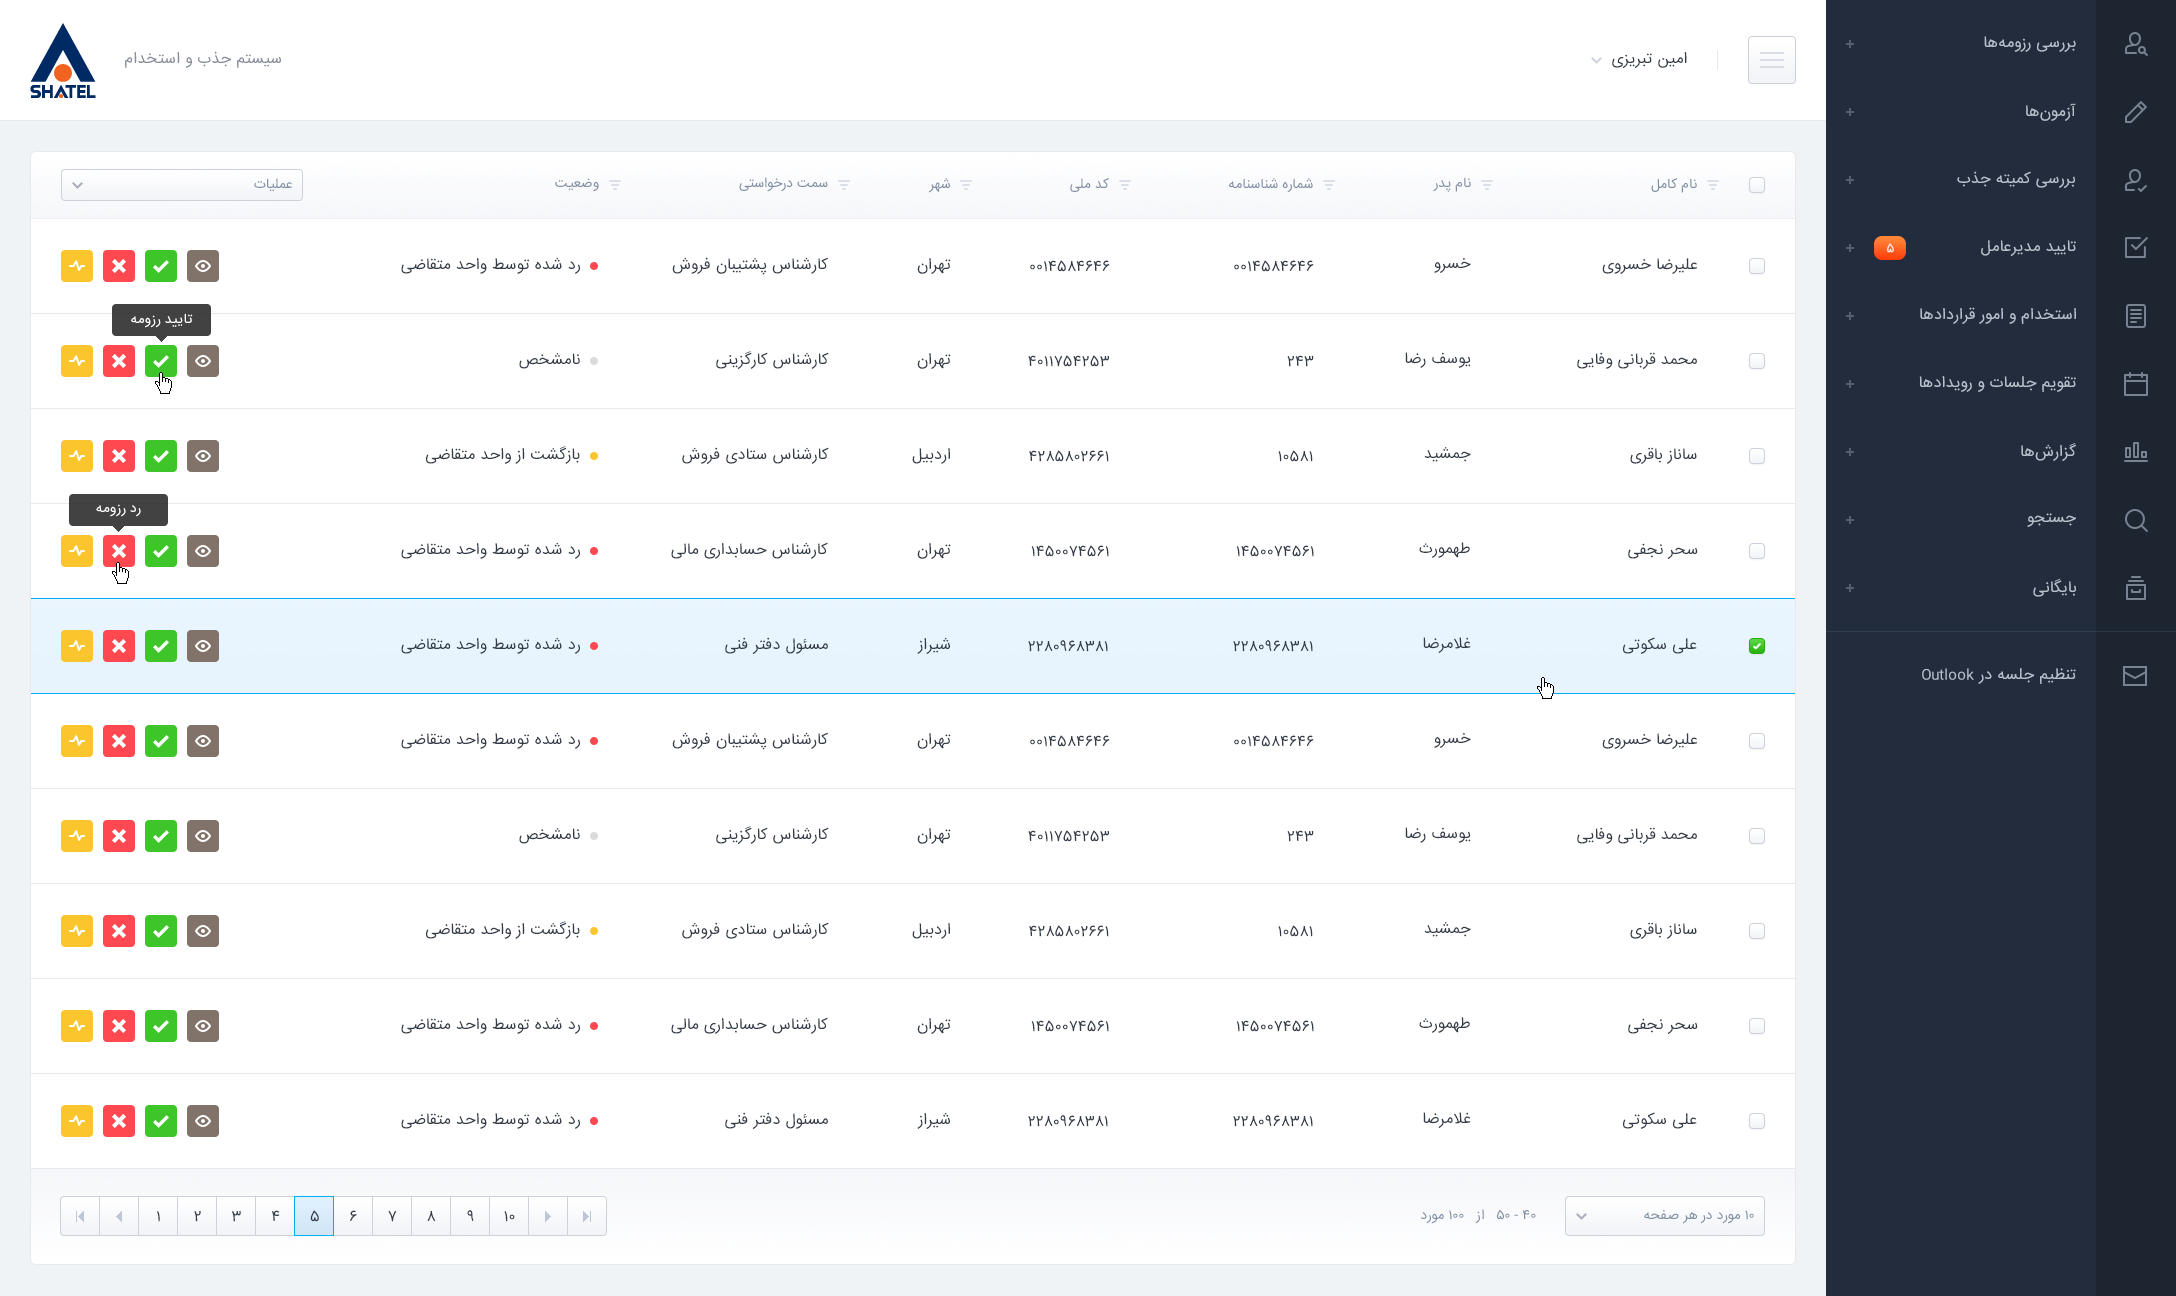 بررسی رزومه‌ها
آزمون‌ها
بررسی کمیته جذب
تایید مدیرعامل ۵
استخدام و امور قراردادها
تقویم جلسات و رویدادها
گزارش‌ها
جستجو
بایگانی
تنظیم جلسه در Outlook
امین تبریزی
سیستم جذب و استخدام
SHATEL
نام کامل نام پدر شماره شناسنامه کد ملی شهر سمت درخواستی وضعیت عملیات
علیرضا خسروی خسرو ۰۰۱۴۵۸۴۶۴۶ ۰۰۱۴۵۸۴۶۴۶ تهران کارشناس پشتیبان فروش رد شده توسط واحد متقاضی
تایید رزومه
محمد قربانی وفایی یوسف رضا ۲۴۳ ۴۰۱۱۷۵۴۲۵۳ تهران کارشناس کارگزینی نامشخص
ساناز باقری جمشید ۱۰۵۸۱ ۴۲۸۵۸۰۲۶۶۱ اردبیل کارشناس ستادی فروش بازگشت از واحد متقاضی
رد رزومه
سحر نجفی طهمورث ۱۴۵۰۰۷۴۵۶۱ ۱۴۵۰۰۷۴۵۶۱ تهران کارشناس حسابداری مالی رد شده توسط واحد متقاضی
علی سکوتی غلامرضا ۲۲۸۰۹۶۸۳۸۱ ۲۲۸۰۹۶۸۳۸۱ شیراز مسئول دفتر فنی رد شده توسط واحد متقاضی
علیرضا خسروی خسرو ۰۰۱۴۵۸۴۶۴۶ ۰۰۱۴۵۸۴۶۴۶ تهران کارشناس پشتیبان فروش رد شده توسط واحد متقاضی
محمد قربانی وفایی یوسف رضا ۲۴۳ ۴۰۱۱۷۵۴۲۵۳ تهران کارشناس کارگزینی نامشخص
ساناز باقری جمشید ۱۰۵۸۱ ۴۲۸۵۸۰۲۶۶۱ اردبیل کارشناس ستادی فروش بازگشت از واحد متقاضی
سحر نجفی طهمورث ۱۴۵۰۰۷۴۵۶۱ ۱۴۵۰۰۷۴۵۶۱ تهران کارشناس حسابداری مالی رد شده توسط واحد متقاضی
علی سکوتی غلامرضا ۲۲۸۰۹۶۸۳۸۱ ۲۲۸۰۹۶۸۳۸۱ شیراز مسئول دفتر فنی رد شده توسط واحد متقاضی
۱۰ مورد در هر صفحه
۴۰ - ۵۰ از ۱۰۰ مورد
۱ ۲ ۳ ۴ ۵ ۶ ۷ ۸ ۹ ۱۰